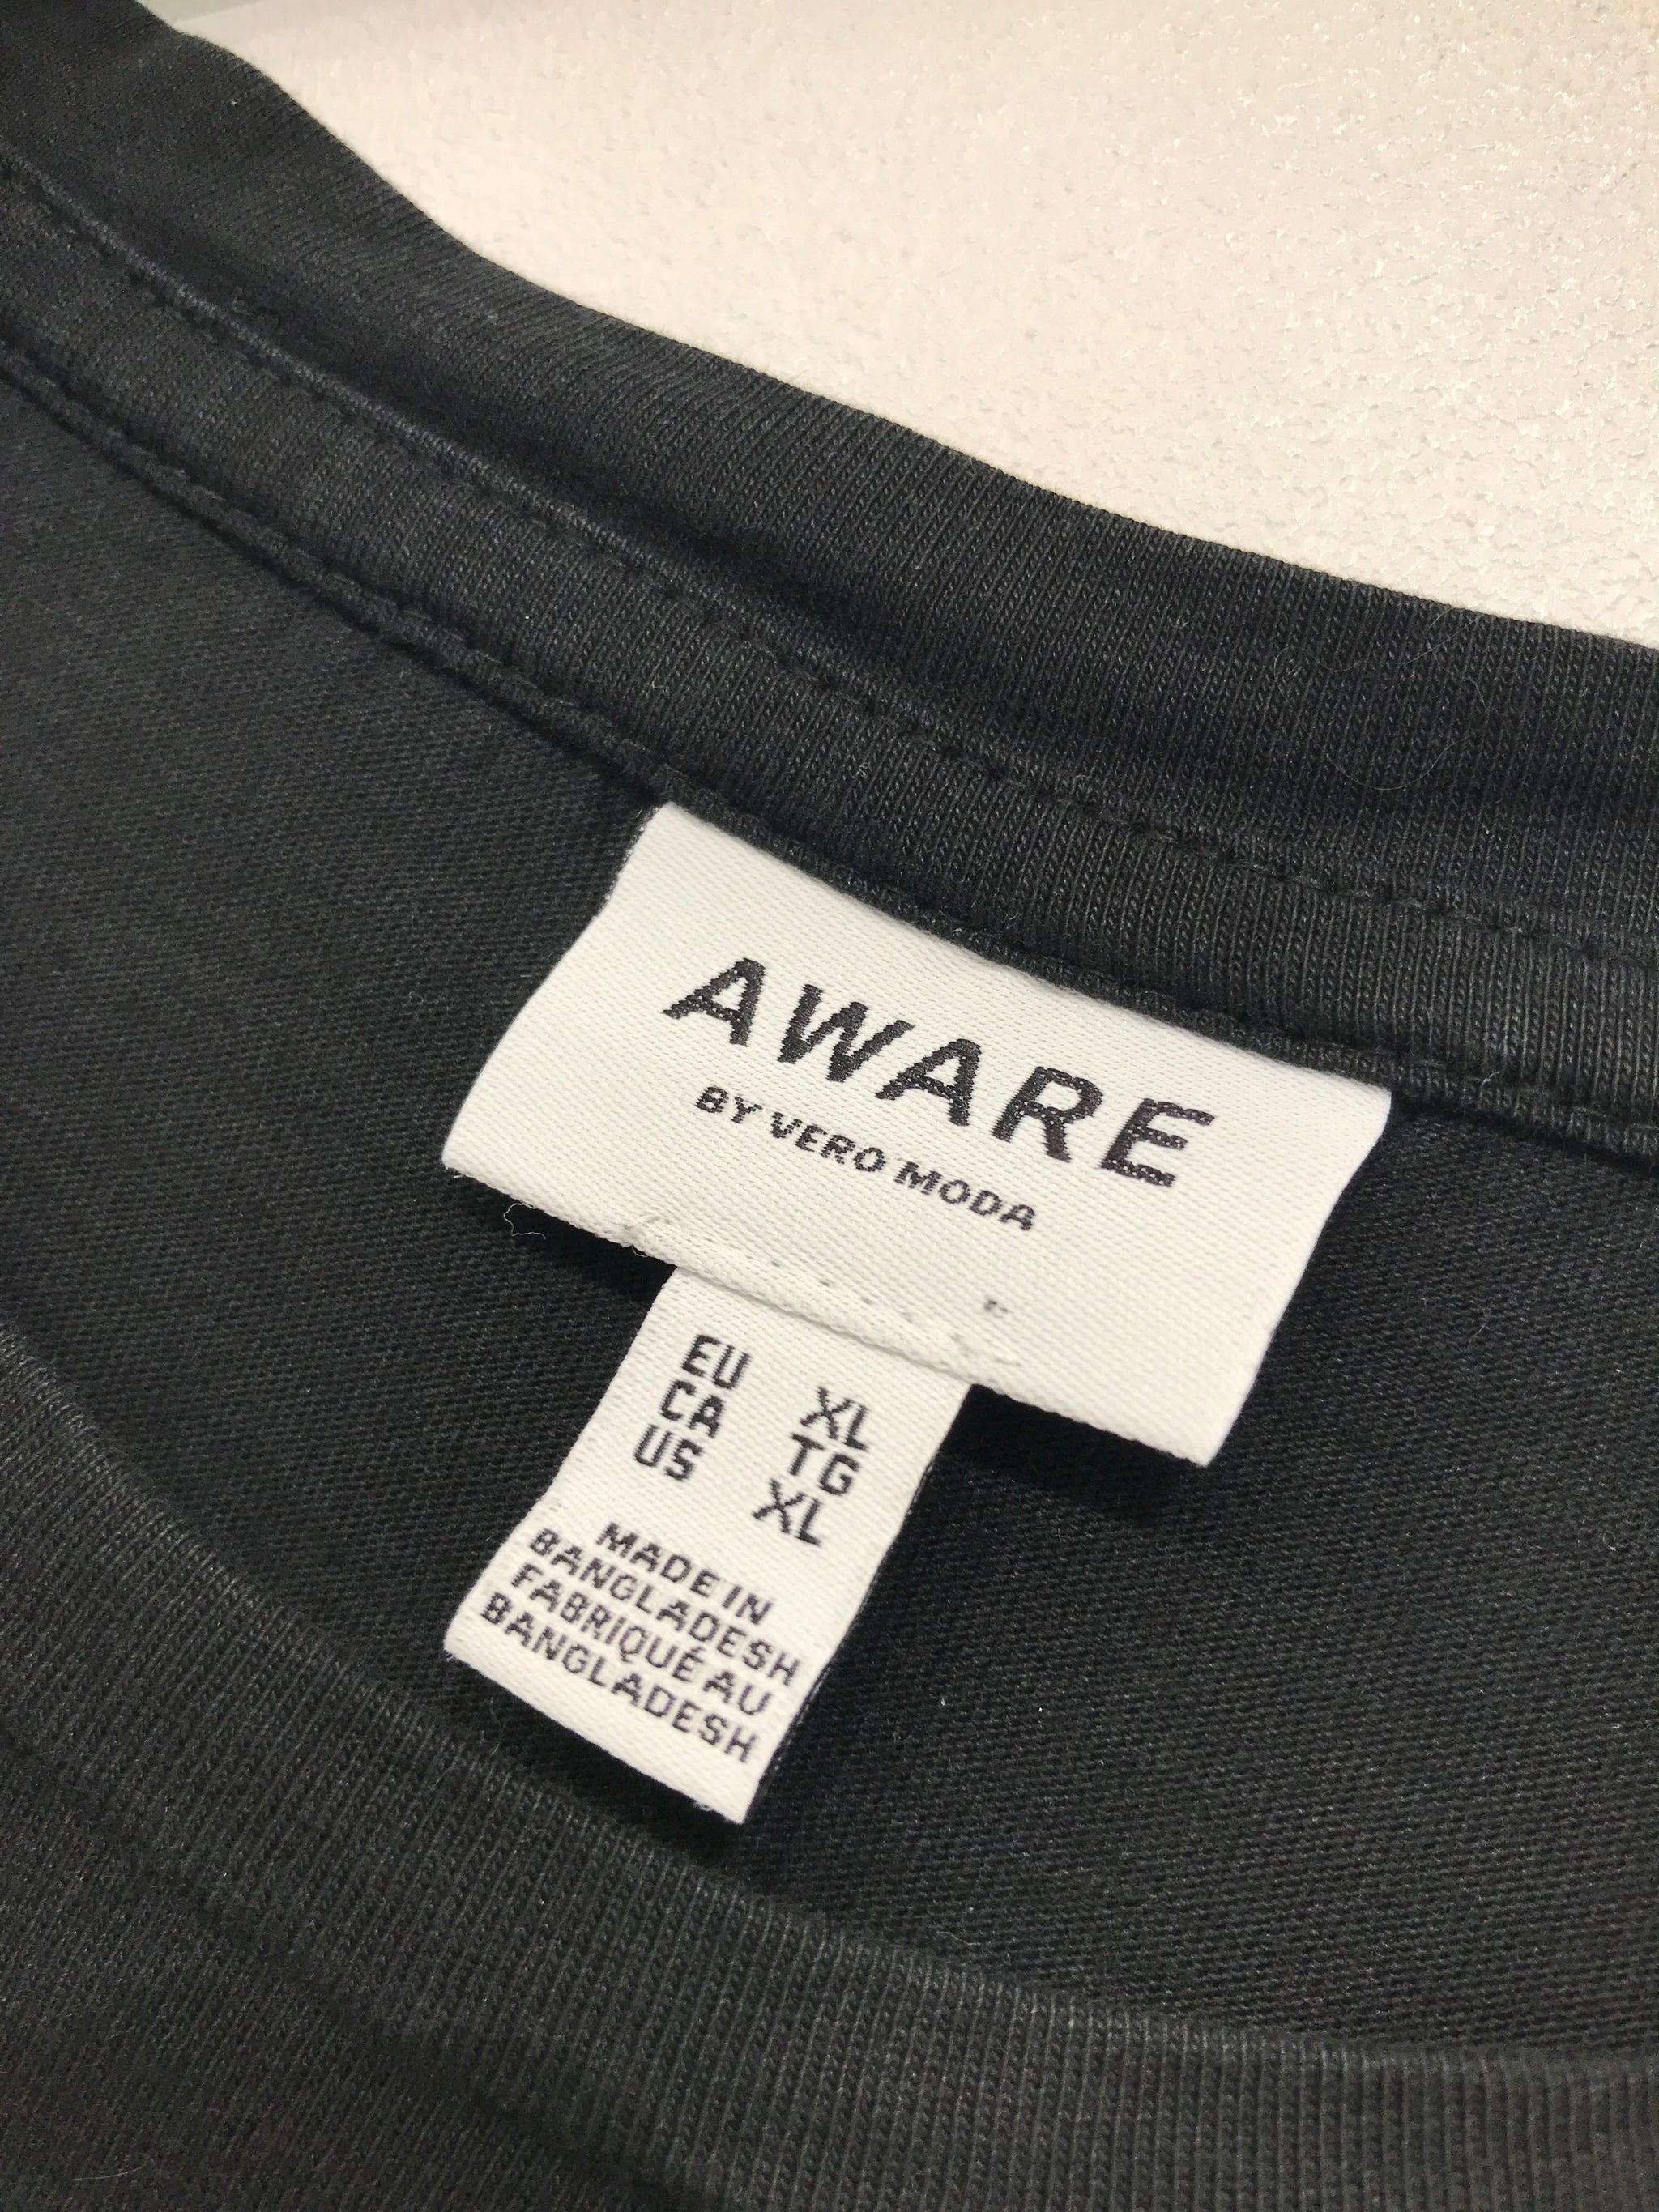 AWARE
BY VERO MODA
EU XL
CA TG
US XL
MADE IN
BANGLADESH
FABRIQUÉ AU
BANGLADESH